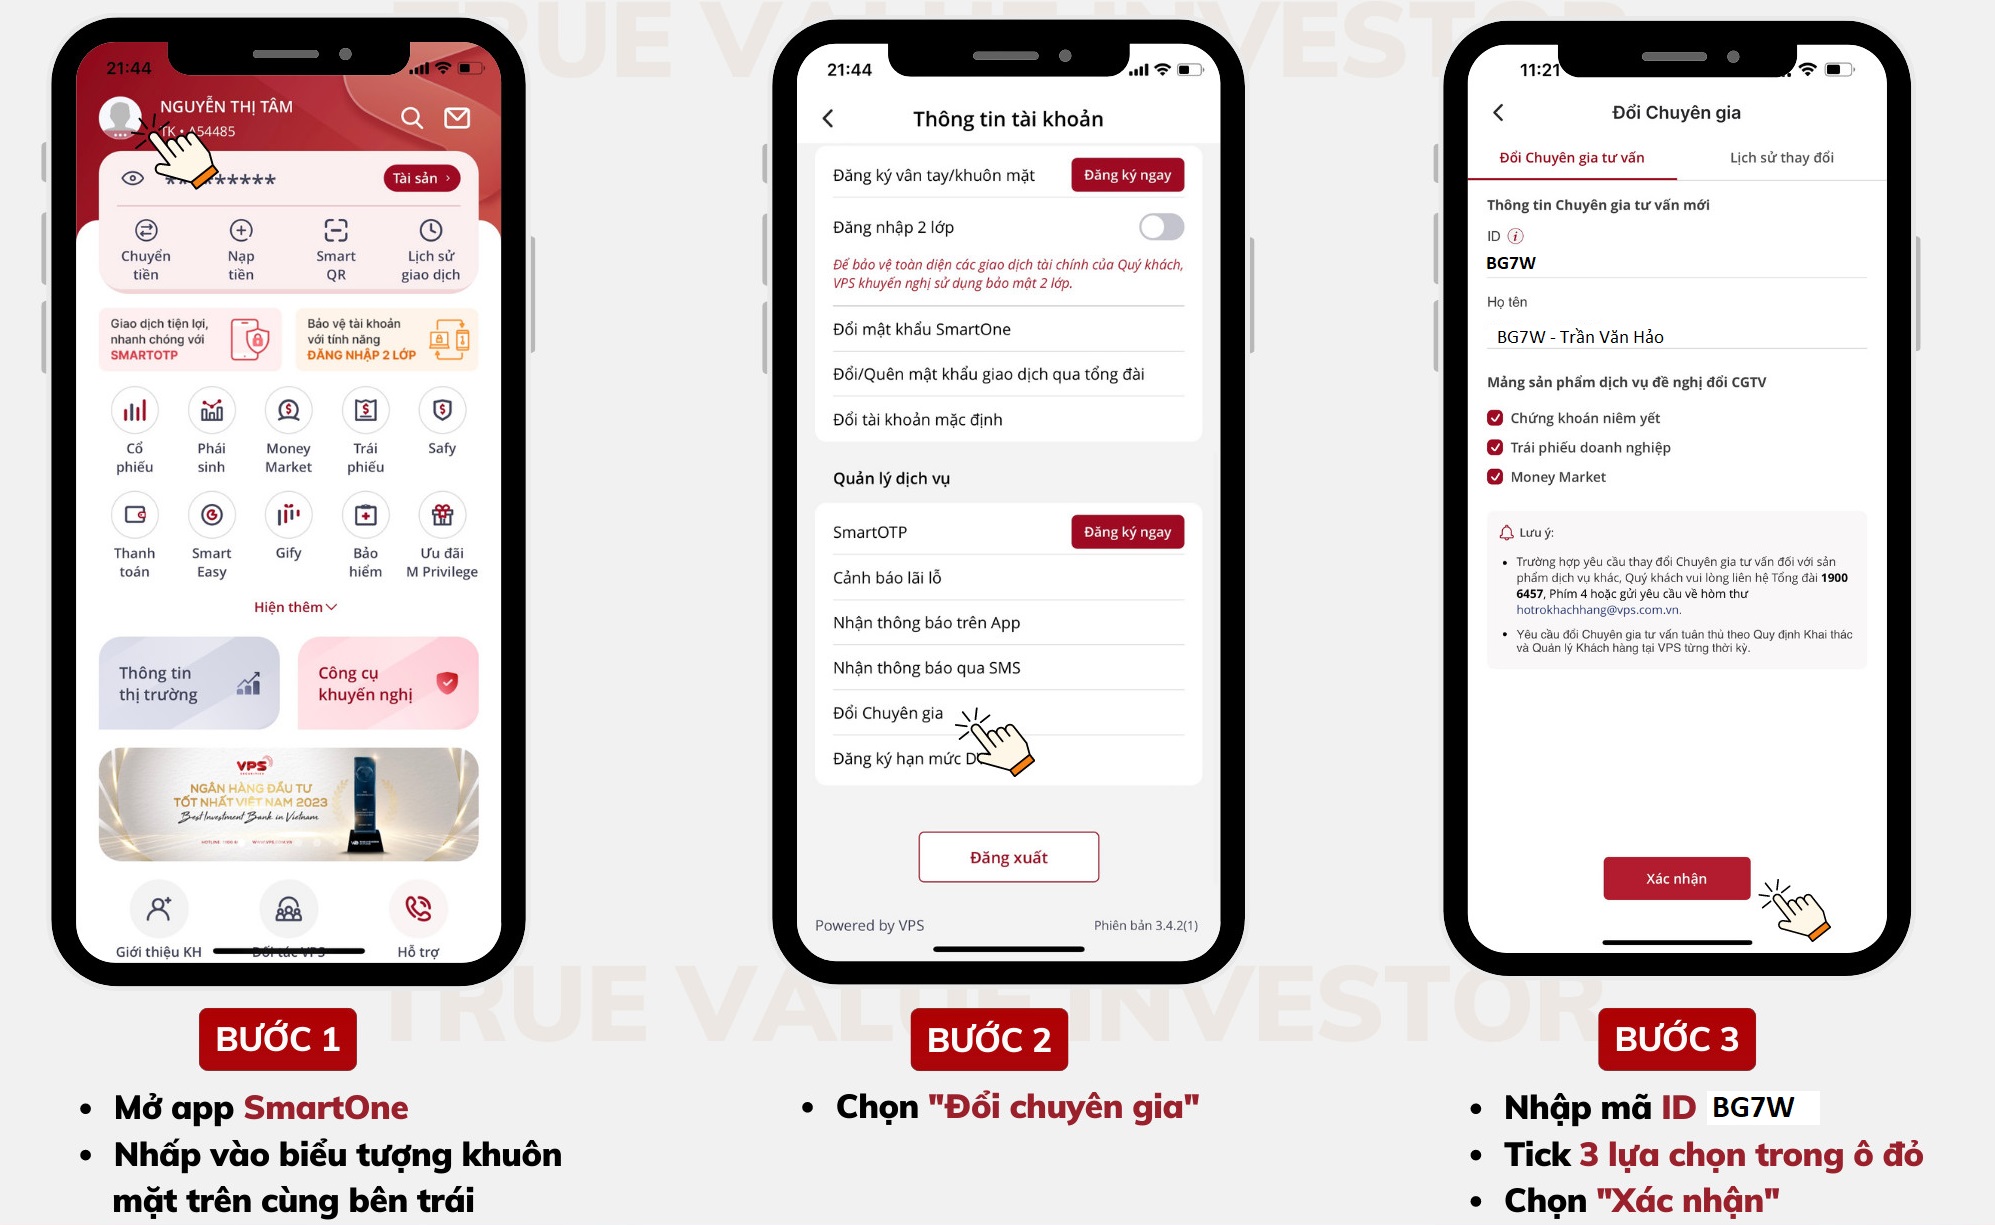 TRUE VALUE INVESTOR
21:44
NGUYỄN THỊ TÂM
TK • A54485
*********
Tài sản
Chuyển
tiền
Nạp
tiền
Smart
QR
Lịch sử
giao dịch
Giao dịch tiện lợi,
nhanh chóng với
SMARTOTP
Bảo vệ tài khoản
với tính năng
ĐĂNG NHẬP 2 LỚP
Cổ
phiếu
Phái
sinh
Money
Market
Trái
phiếu
Safy
Thanh
toán
Smart
Easy
Gify
Bảo
hiểm
Ưu đãi
M Privilege
Hiện thêm
Thông tin
thị trường
Công cụ
khuyến nghị
VPS
NGÂN HÀNG ĐẦU TƯ
TỐT NHẤT VIỆT NAM 2023
Best Investment Bank in Vietnam
Giới thiệu KH
Đối tác VPS
Hỗ trợ
BƯỚC 1
• Mở app SmartOne
• Nhấp vào biểu tượng khuôn
mặt trên cùng bên trái
21:44
Thông tin tài khoản
Đăng ký vân tay/khuôn mặt
Đăng ký ngay
Đăng nhập 2 lớp
Để bảo vệ toàn diện các giao dịch tài chính của Quý khách,
VPS khuyến nghị sử dụng bảo mật 2 lớp.
Đổi mật khẩu SmartOne
Đổi/Quên mật khẩu giao dịch qua tổng đài
Đổi tài khoản mặc định
Quản lý dịch vụ
SmartOTP
Đăng ký ngay
Cảnh báo lãi lỗ
Nhận thông báo trên App
Nhận thông báo qua SMS
Đổi Chuyên gia
Đăng ký hạn mức
Đăng xuất
Powered by VPS
Phiên bản 3.4.2(1)
BƯỚC 2
• Chọn "Đổi chuyên gia"
11:21
Đổi Chuyên gia
Đổi Chuyên gia tư vấn
Lịch sử thay đổi
Thông tin Chuyên gia tư vấn mới
ID i
BG7W
Họ tên
BG7W - Trần Văn Hảo
Mảng sản phẩm dịch vụ đề nghị đổi CGTV
Chứng khoán niêm yết
Trái phiếu doanh nghiệp
Money Market
Lưu ý:
• Trường hợp yêu cầu thay đổi Chuyên gia tư vấn đối với sản
phẩm dịch vụ khác, Quý khách vui lòng liên hệ Tổng đài 1900
6457, Phím 4 hoặc gửi yêu cầu về hòm thư
hotrokhachhang@vps.com.vn.
• Yêu cầu đổi Chuyên gia tư vấn tuân thủ theo Quy định Khai thác
và Quản lý Khách hàng tại VPS từng thời kỳ.
Xác nhận
TRUE VALUE INVESTOR
BƯỚC 3
• Nhập mã ID BG7W
• Tick 3 lựa chọn trong ô đỏ
• Chọn "Xác nhận"